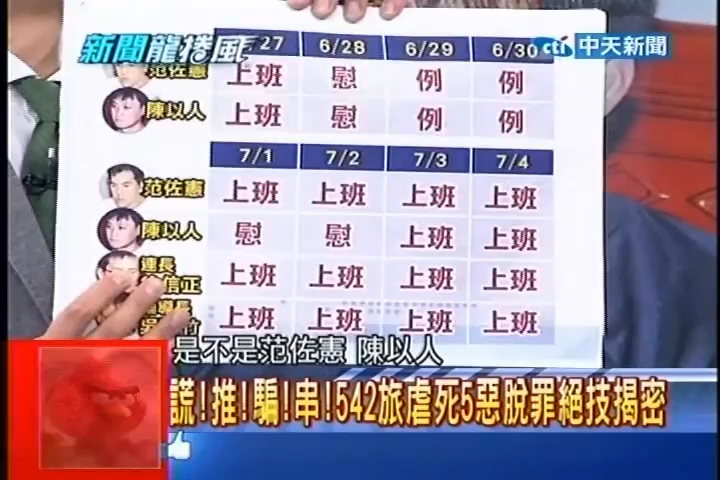 新聞龍捲風
cti 中天新聞
27 6/28 6/29 6/30
范佐憲 上班 慰 例 例
陳以人 上班 慰 例 例
7/1 7/2 7/3 7/4
范佐憲 上班 上班 上班 上班
陳以人 慰 慰 上班 上班
連長
信正 上班 上班 上班 上班
導長
上班 上班 上班 上班
是不是范佐憲 陳以人
謊!推!騙!串!542旅虐死5惡脫罪絕技揭密